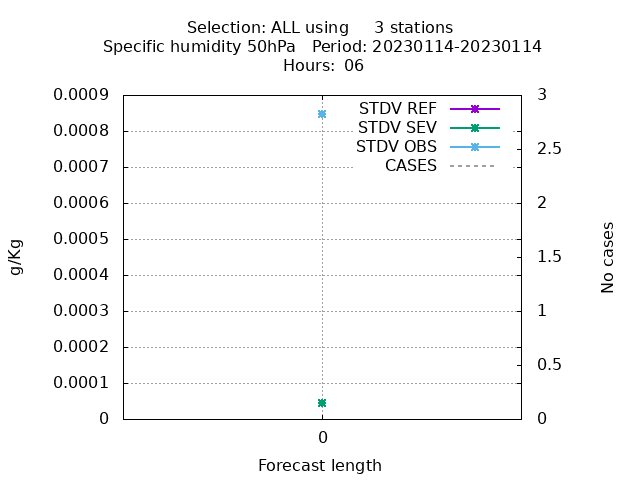 Selection: ALL using     3 stations
Specific humidity 50hPa   Period: 20230114-20230114
Hours: 06
0.0009
0.0008
0.0007
0.0006
0.0005
0.0004
0.0003
0.0002
0.0001
0
g/Kg
STDV REF
STDV SEV
STDV OBS
CASES
3
2.5
2
1.5
1
0.5
0
No cases
0
Forecast length